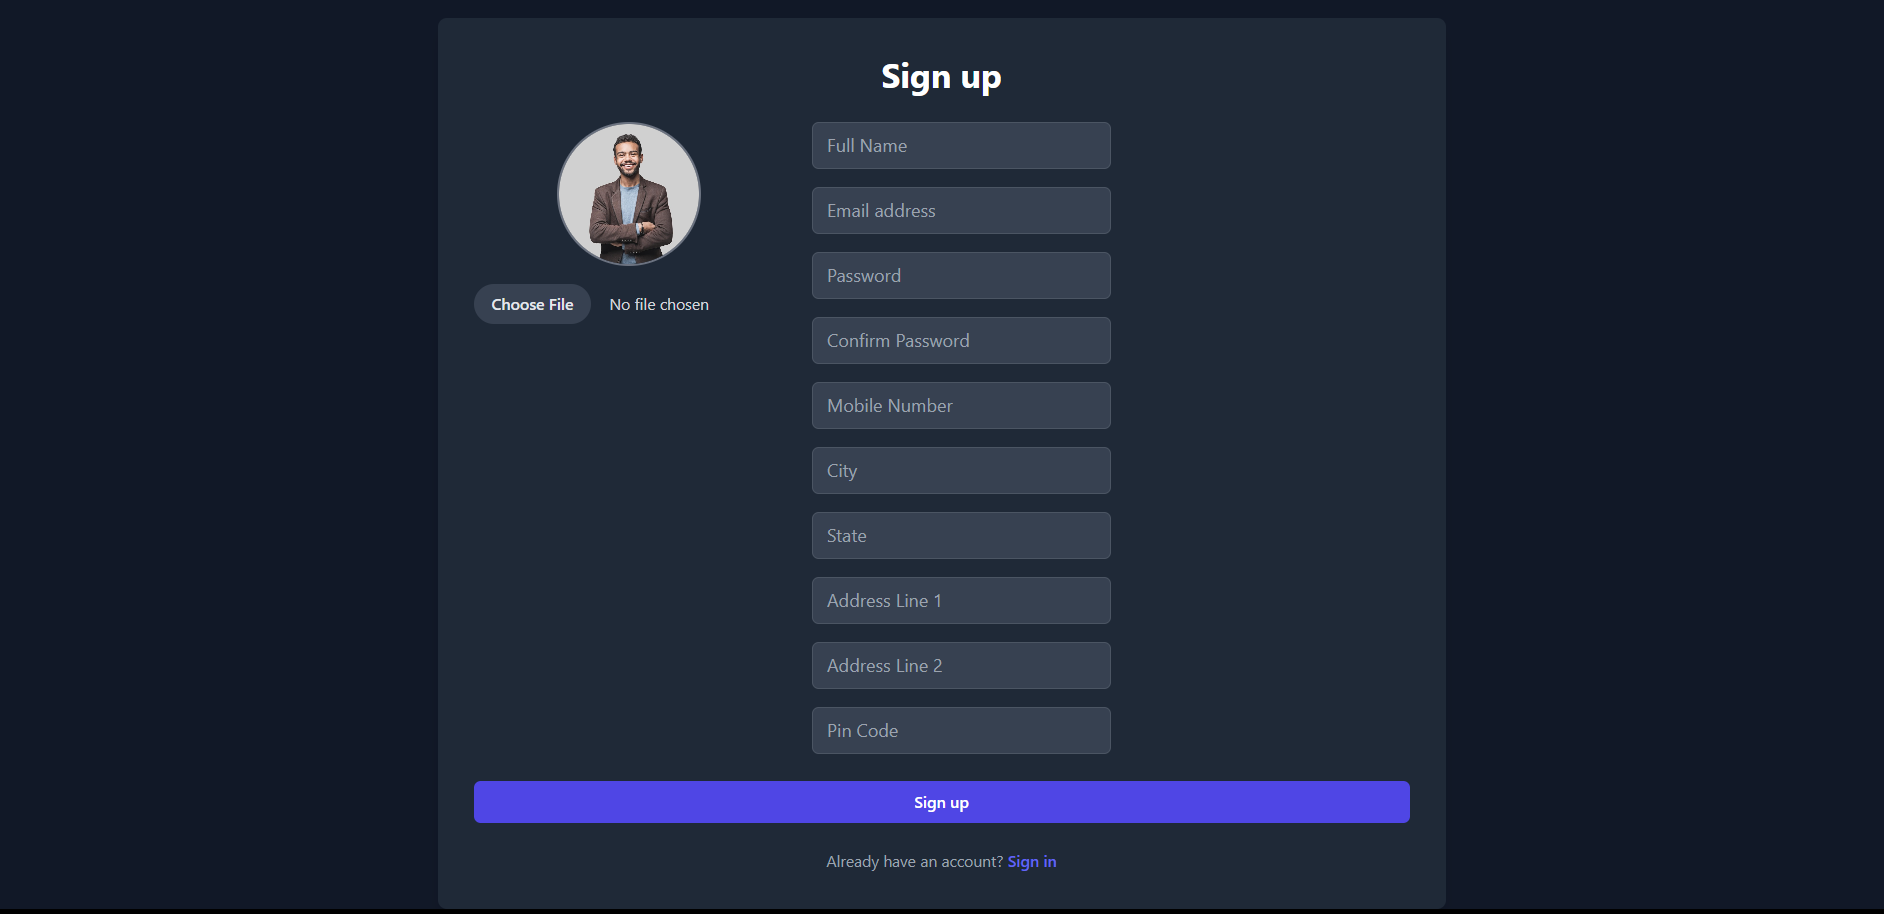 Sign up
Choose File No file chosen
Full Name
Email address
Password
Confirm Password
Mobile Number
City
State
Address Line 1
Address Line 2
Pin Code
Sign up
Already have an account? Sign in